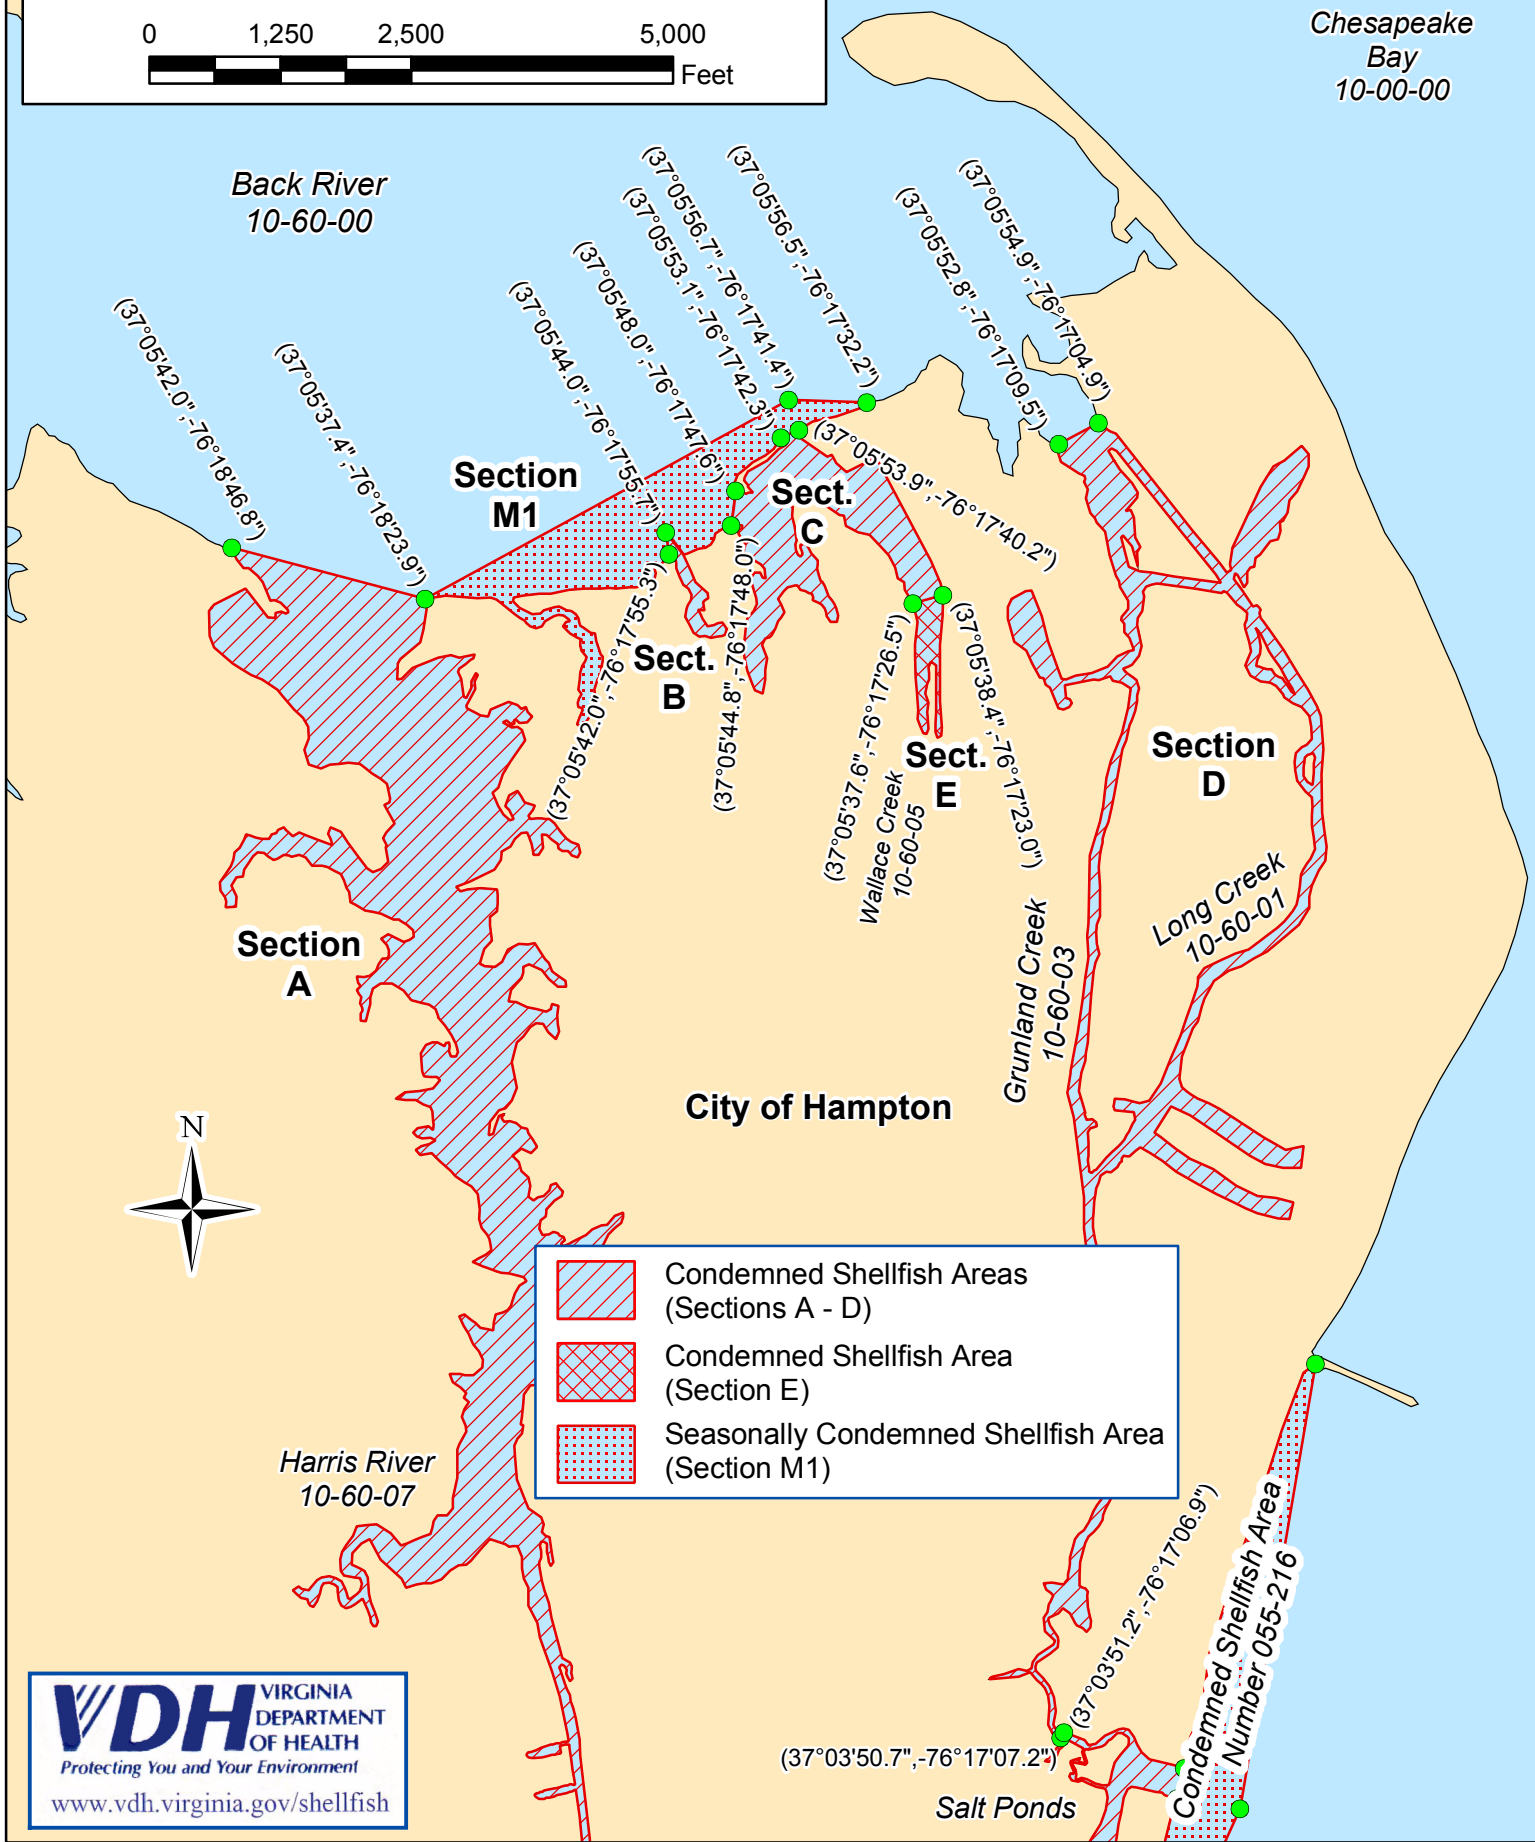 0 1,250 2,500 5,000
Feet
Chesapeake
Bay
10-00-00
Back River
10-60-00
(37°05'42.0",-76°18'46.8")
(37°05'37.4",-76°18'23.9")
(37°05'44.0",-76°17'55.7")
(37°05'48.0",-76°17'47.6")
(37°05'53.1",-76°17'42.3")
(37°05'56.7",-76°17'41.4")
(37°05'56.5",-76°17'32.2")
(37°05'52.8",-76°17'09.5")
(37°05'54.9",-76°17'04.9")
(37°05'53.9",-76°17'40.2")
Section
M1
Sect.
C
(37°05'42.0",-76°17'55.3")
Sect.
B
(37°05'44.8",-76°17'48.0")
(37°05'37.6",-76°17'26.5")
(37°05'38.4",-76°17'23.0")
Sect.
E
Wallace Creek
10-60-05
Section
D
Long Creek
10-60-01
Grunland Creek
10-60-03
Section
A
City of Hampton
N
Condemned Shellfish Areas
(Sections A - D)
Condemned Shellfish Area
(Section E)
Seasonally Condemned Shellfish Area
(Section M1)
Harris River
10-60-07
(37°03'51.2",-76°17'06.9")
(37°03'50.7",-76°17'07.2")
Salt Ponds
Condemned Shellfish Area
Number 055-216
VDH VIRGINIA
DEPARTMENT
OF HEALTH
Protecting You and Your Environment
www.vdh.virginia.gov/shellfish